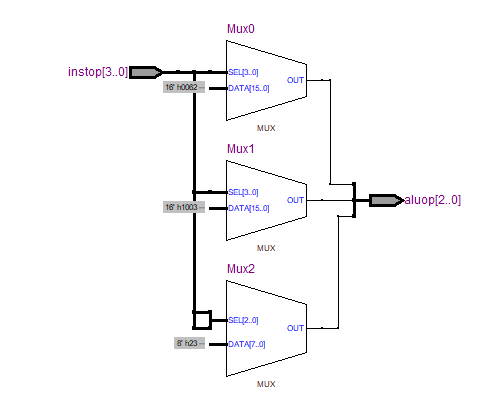 Mux0
instop[3..0]
SEL[3..0]
OUT
16' h0062 --
DATA[15..0]
MUX
Mux1
SEL[3..0]
OUT
aluop[2..0]
16' h1003 --
DATA[15..0]
MUX
Mux2
SEL[2..0]
OUT
8' h23 --
DATA[7..0]
MUX